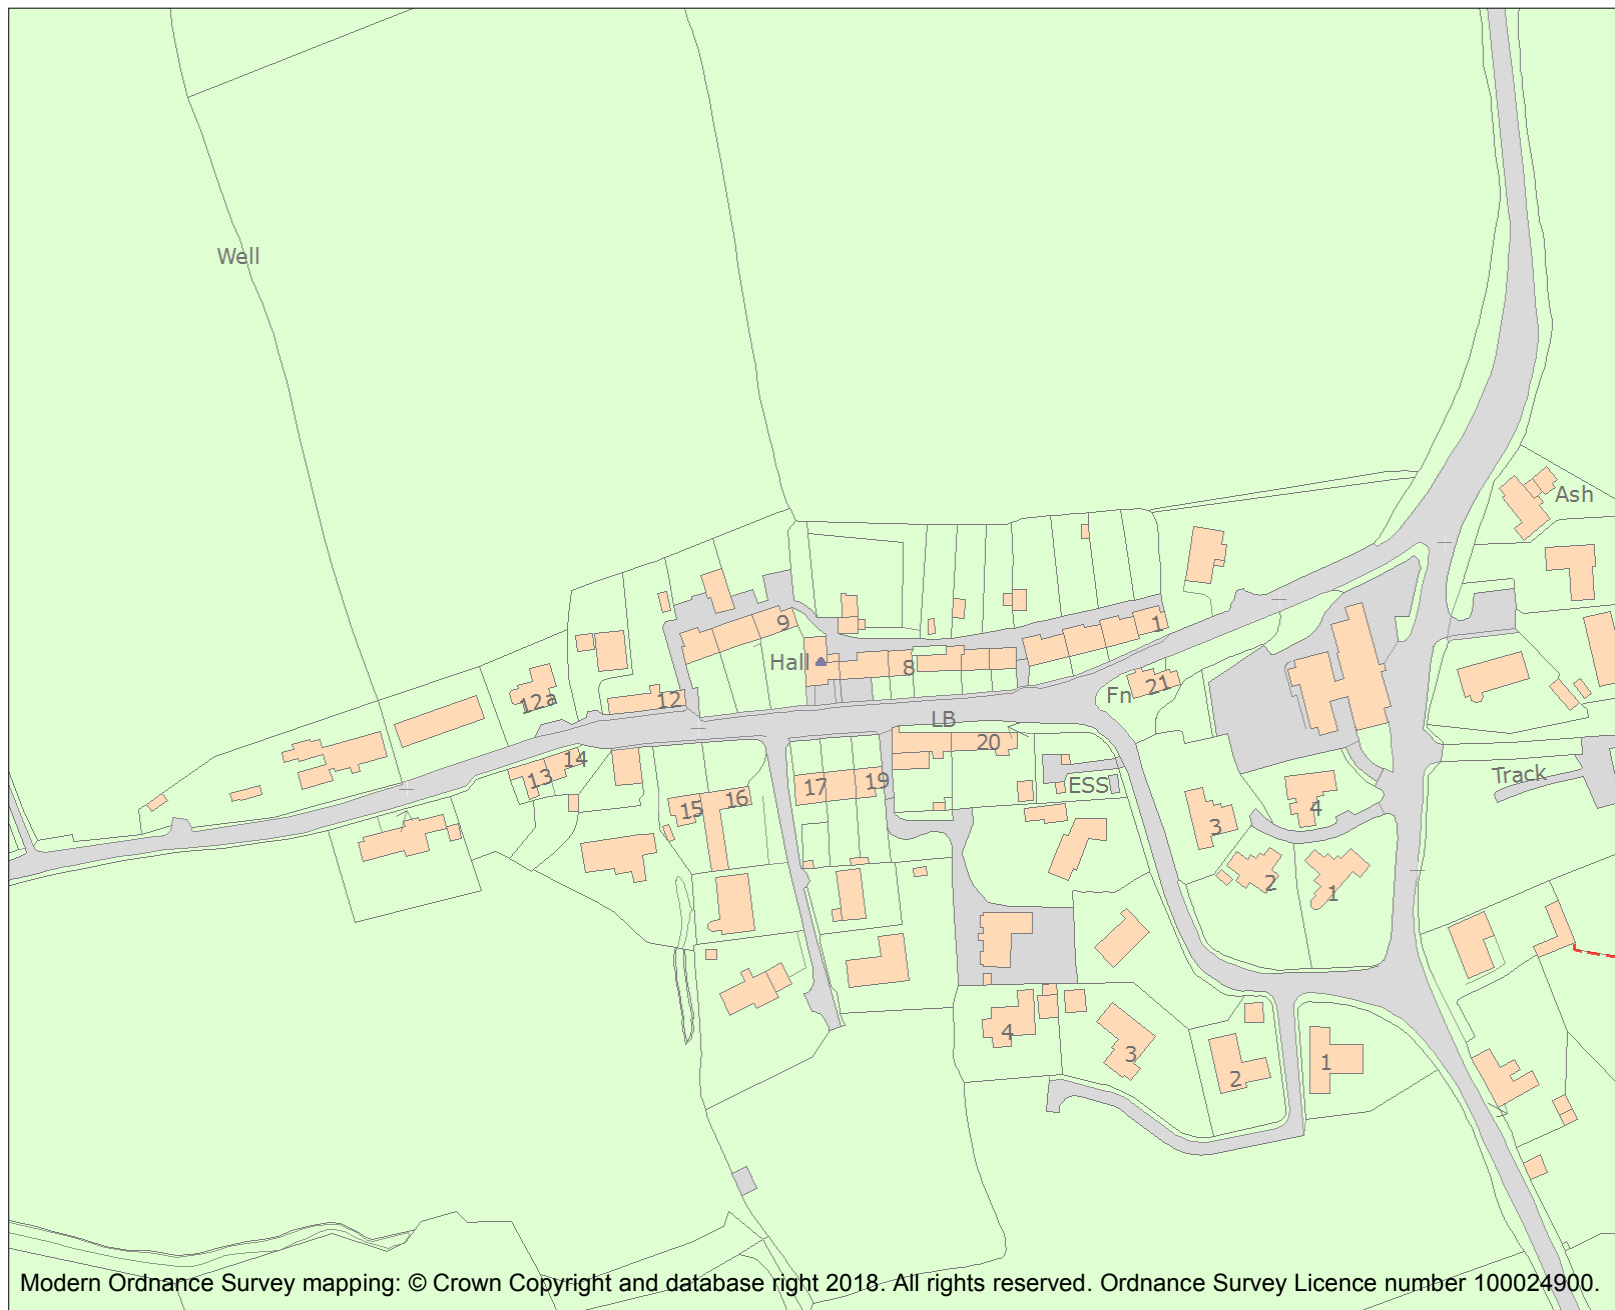 Well
Ash
9
1
Hall
8
21
Fn
12
12a
LB
20
14
13
17
19
Track
ESS
15
16
4
3
2
1
4
3
2
1
Modern Ordnance Survey mapping: © Crown Copyright and database right 2018. All rights reserved. Ordnance Survey Licence number 100024900.